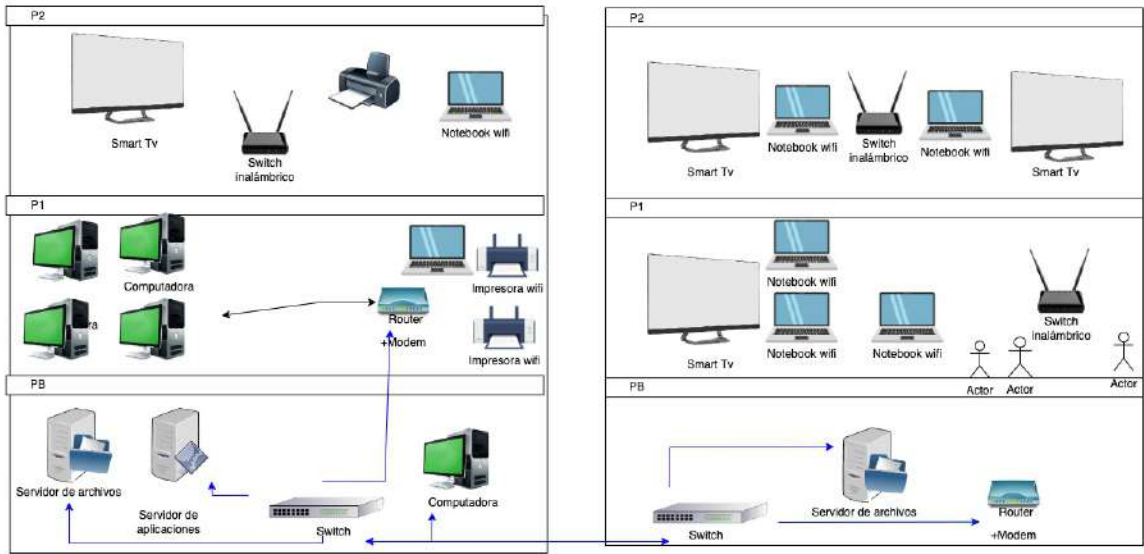 P2
Smart Tv
Switch
inalámbrico
Notebook wifi
P1
Computadora
ra
Impresora wifi
Router
+Modem
Impresora wifi
PB
Servidor de archivos
Servidor de
aplicaciones
Switch
Computadora
P2
Smart Tv
Notebook wifi
Switch
inalámbrico
Notebook wifi
Smart Tv
P1
Smart Tv
Notebook wifi
Notebook wifi
Notebook wifi
Switch
inalámbrico
Actor
Actor
Actor
PB
Switch
Servidor de archivos
Router
+Modem